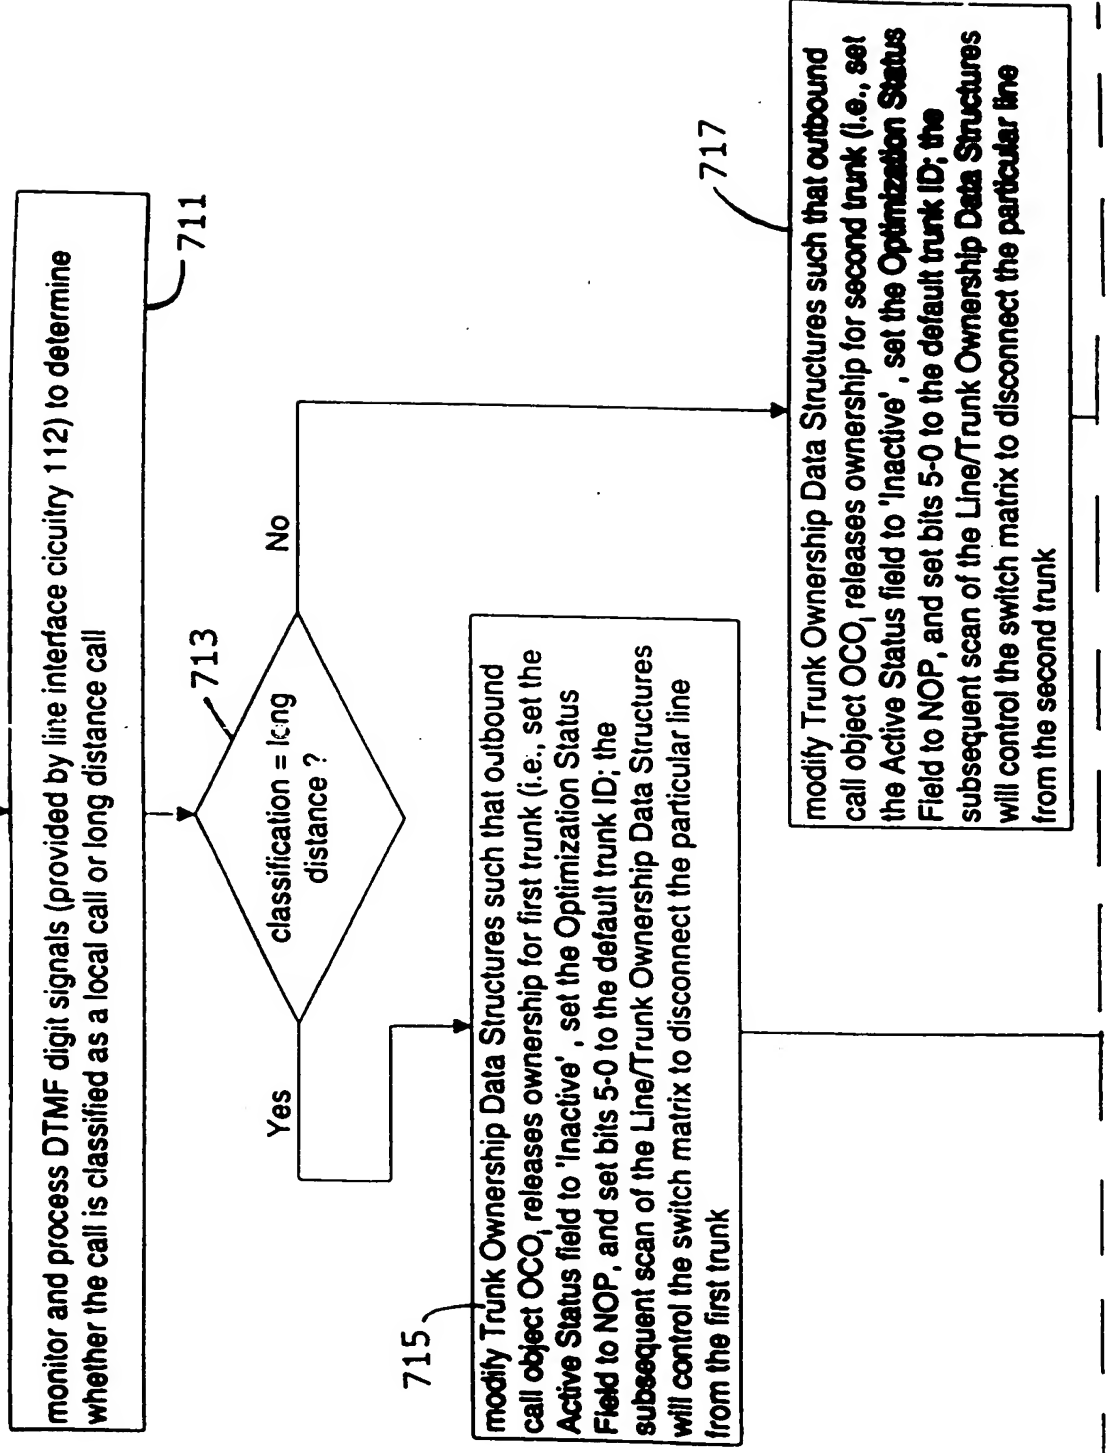 monitor and process DTMF digit signals (provided by line interface cicuitry 112) to determine
whether the call is classified as a local call or long distance call
711
713
classification = long
distance ?
Yes
No
715
modify Trunk Ownership Data Structures such that outbound
call object OCOi releases ownership for first trunk (i.e., set the
Active Status field to 'Inactive', set the Optimization Status
Field to NOP, and set bits 5-0 to the default trunk ID; the
subsequent scan of the Line/Trunk Ownership Data Structures
will control the switch matrix to disconnect the particular line
from the first trunk
717
modify Trunk Ownership Data Structures such that outbound
call object OCOi releases ownership for second trunk (i.e., set
the Active Status field to 'Inactive', set the Optimization Status
Field to NOP, and set bits 5-0 to the default trunk ID; the
subsequent scan of the Line/Trunk Ownership Data Structures
will control the switch matrix to disconnect the particular line
from the second trunk